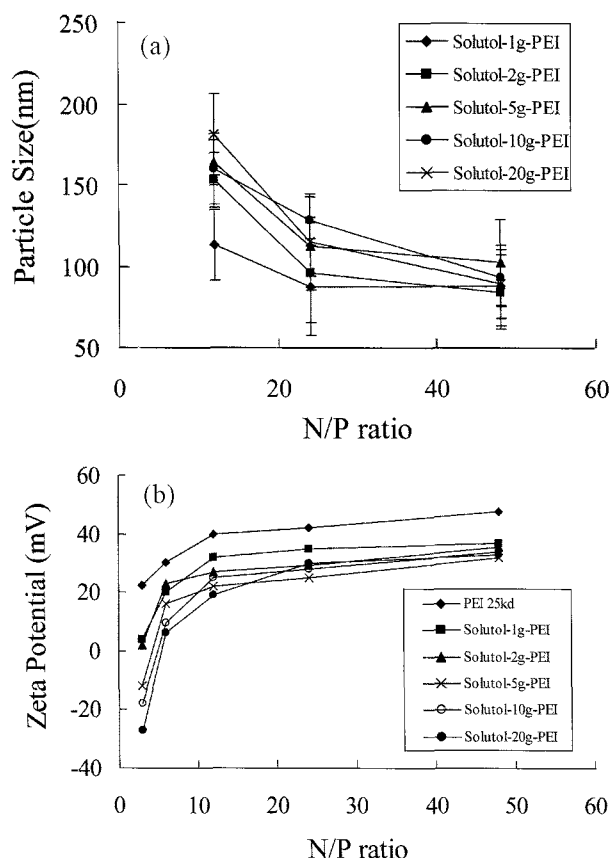 (a)
Solutol-1g-PEI
Solutol-2g-PEI
Solutol-5g-PEI
Solutol-10g-PEI
Solutol-20g-PEI
Particle Size(nm)
250
200
150
100
50
0 20 40 60
N/P ratio
(b)
PEI 25kd
Solutol-1g-PEI
Solutol-2g-PEI
Solutol-5g-PEI
Solutol-10g-PEI
Solutol-20g-PEI
Zeta Potential (mV)
60
40
20
0
-20
-40
0 10 20 30 40 50 60
N/P ratio